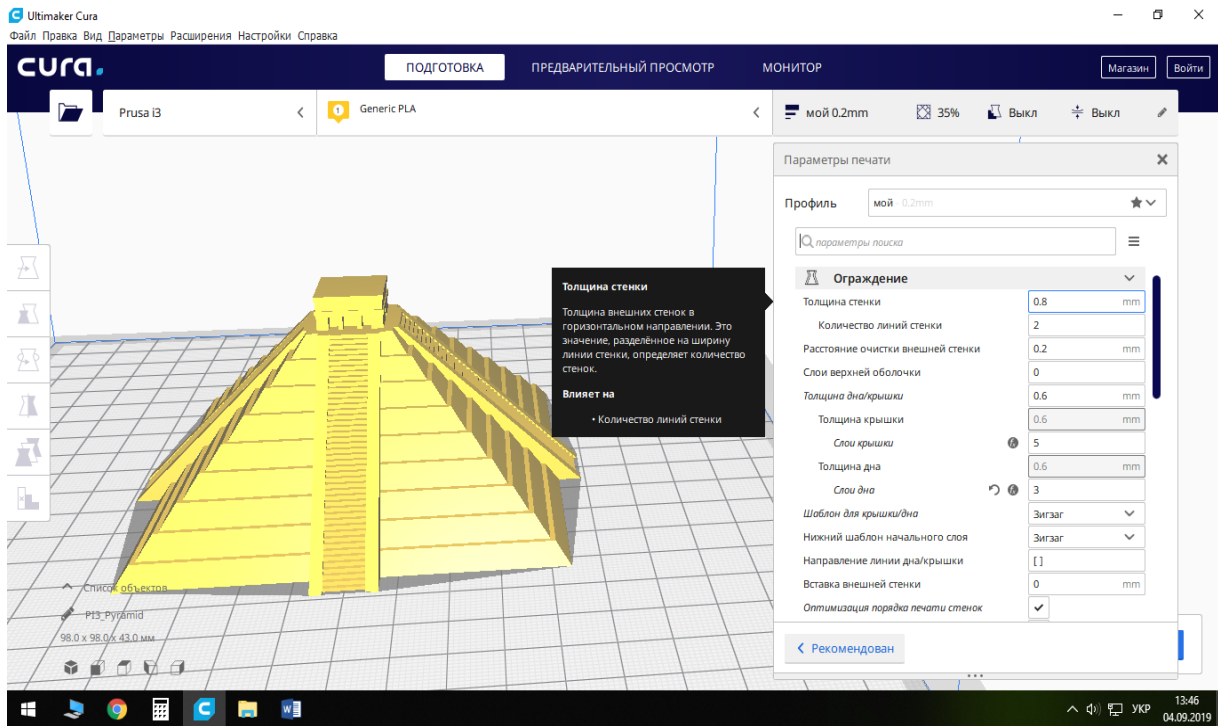 Ultimaker Cura
Файл Правка Вид Параметры Расширения Настройки Справка
cura.
ПОДГОТОВКА
ПРЕДВАРИТЕЛЬНЫЙ ПРОСМОТР
МОНИТОР
Магазин
Войти
Prusa i3
1
Generic PLA
мой 0.2mm
35%
Выкл
Выкл
Параметры печати
Профиль
мой - 0.2mm
параметры поиска
Ограждение
Толщина стенки 0.8 mm
Количество линий стенки 2
Расстояние очистки внешней стенки 0.2 mm
Слои верхней оболочки 0
Толщина дна/крышки 0.6 mm
Толщина крышки 0.6 mm
Слои крышки 5
Толщина дна 0.6 mm
Слои дна 3
Шаблон для крышки/дна Зигзаг
Нижний шаблон начального слоя Зигзаг
Направление линии дна/крышки [ ]
Вставка внешней стенки 0 mm
Оптимизация порядка печати стенок
Рекомендован
Толщина стенки
Толщина внешних стенок в
горизонтальном направлении. Это
значение, разделённое на ширину
линии стенки, определяет количество
стенок.
Влияет на
• Количество линий стенки
Список объектов
PI3_Pyramid
98.0 x 98.0 x 43.0 мм
УКР
13:46
04.09.2019